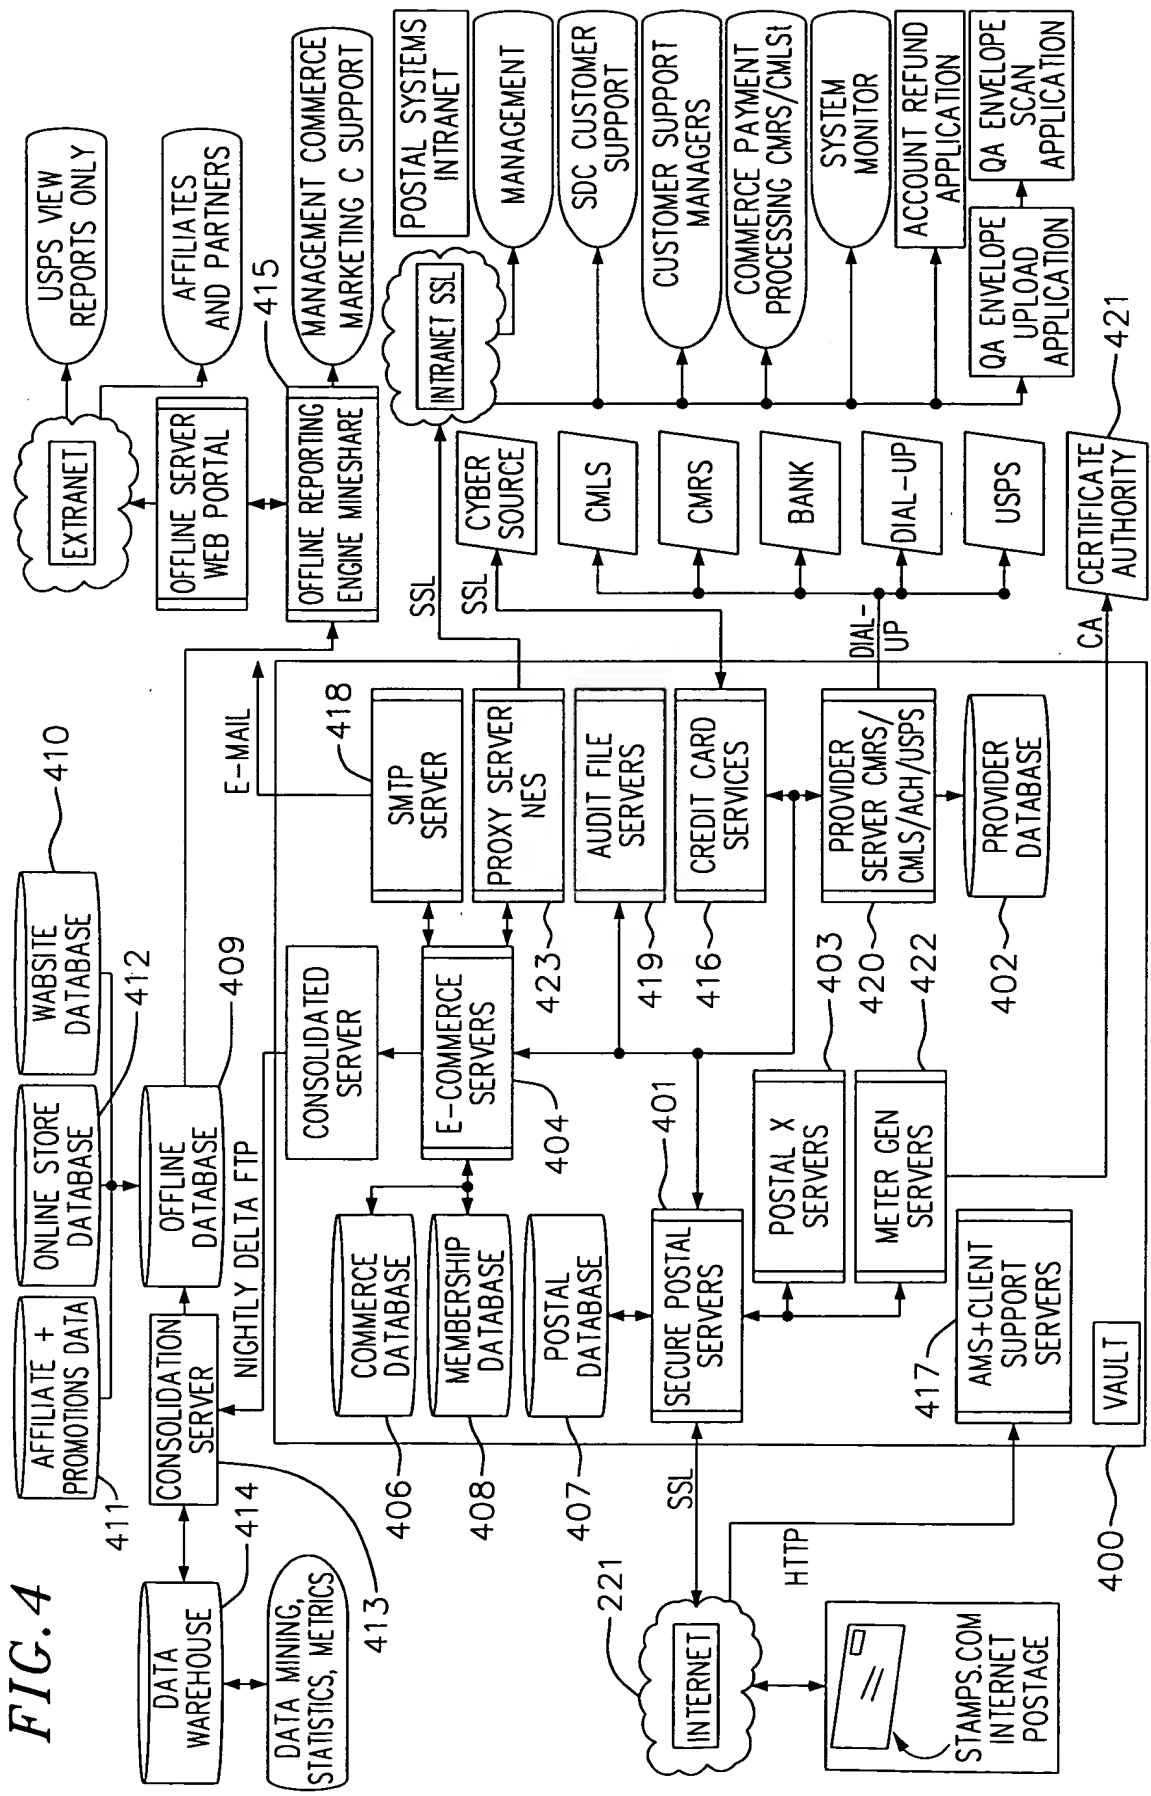 FIG.4
AFFILIATE +
PROMOTIONS DATA
411
ONLINE STORE
DATABASE
412
WABSITE
DATABASE
410
DATA
WAREHOUSE
414
CONSOLIDATION
SERVER
413
OFFLINE
DATABASE
409
DATA MINING,
STATISTICS, METRICS
NIGHTLY DELTA FTP
E-MAIL
EXTRANET
USPS VIEW
REPORTS ONLY
OFFLINE SERVER
WEB PORTAL
AFFILIATES
AND PARTNERS
OFFLINE REPORTING
ENGINE MINESHARE
415
MANAGEMENT COMMERCE
MARKETING C SUPPORT
CONSOLIDATED
SERVER
COMMERCE
DATABASE
406
MEMBERSHIP
DATABASE
408
POSTAL
DATABASE
407
E-COMMERCE
SERVERS
404
SMTP
SERVER
418
PROXY SERVER
NES
423
AUDIT FILE
SERVERS
419
CREDIT CARD
SERVICES
416
PROVIDER
SERVER CMRS/
CMLS/ACH/USPS
420
PROVIDER
DATABASE
402
SECURE POSTAL
SERVERS
401
POSTAL X
SERVERS
403
METER GEN
SERVERS
422
AMS+CLIENT
SUPPORT
SERVERS
417
VAULT
400
INTERNET
221
SSL
HTTP
STAMPS.COM
INTERNET
POSTAGE
SSL
SSL
DIAL-
UP
CA
INTRANET SSL
POSTAL SYSTEMS
INTRANET
CYBER
SOURCE
CMLS
CMRS
BANK
DIAL-UP
USPS
CERTIFICATE
AUTHORITY
421
MANAGEMENT
SDC CUSTOMER
SUPPORT
CUSTOMER SUPPORT
MANAGERS
COMMERCE PAYMENT
PROCESSING CMRS/CMLSt
SYSTEM
MONITOR
ACCOUNT REFUND
APPLICATION
QA ENVELOPE
UPLOAD
APPLICATION
QA ENVELOPE
SCAN
APPLICATION